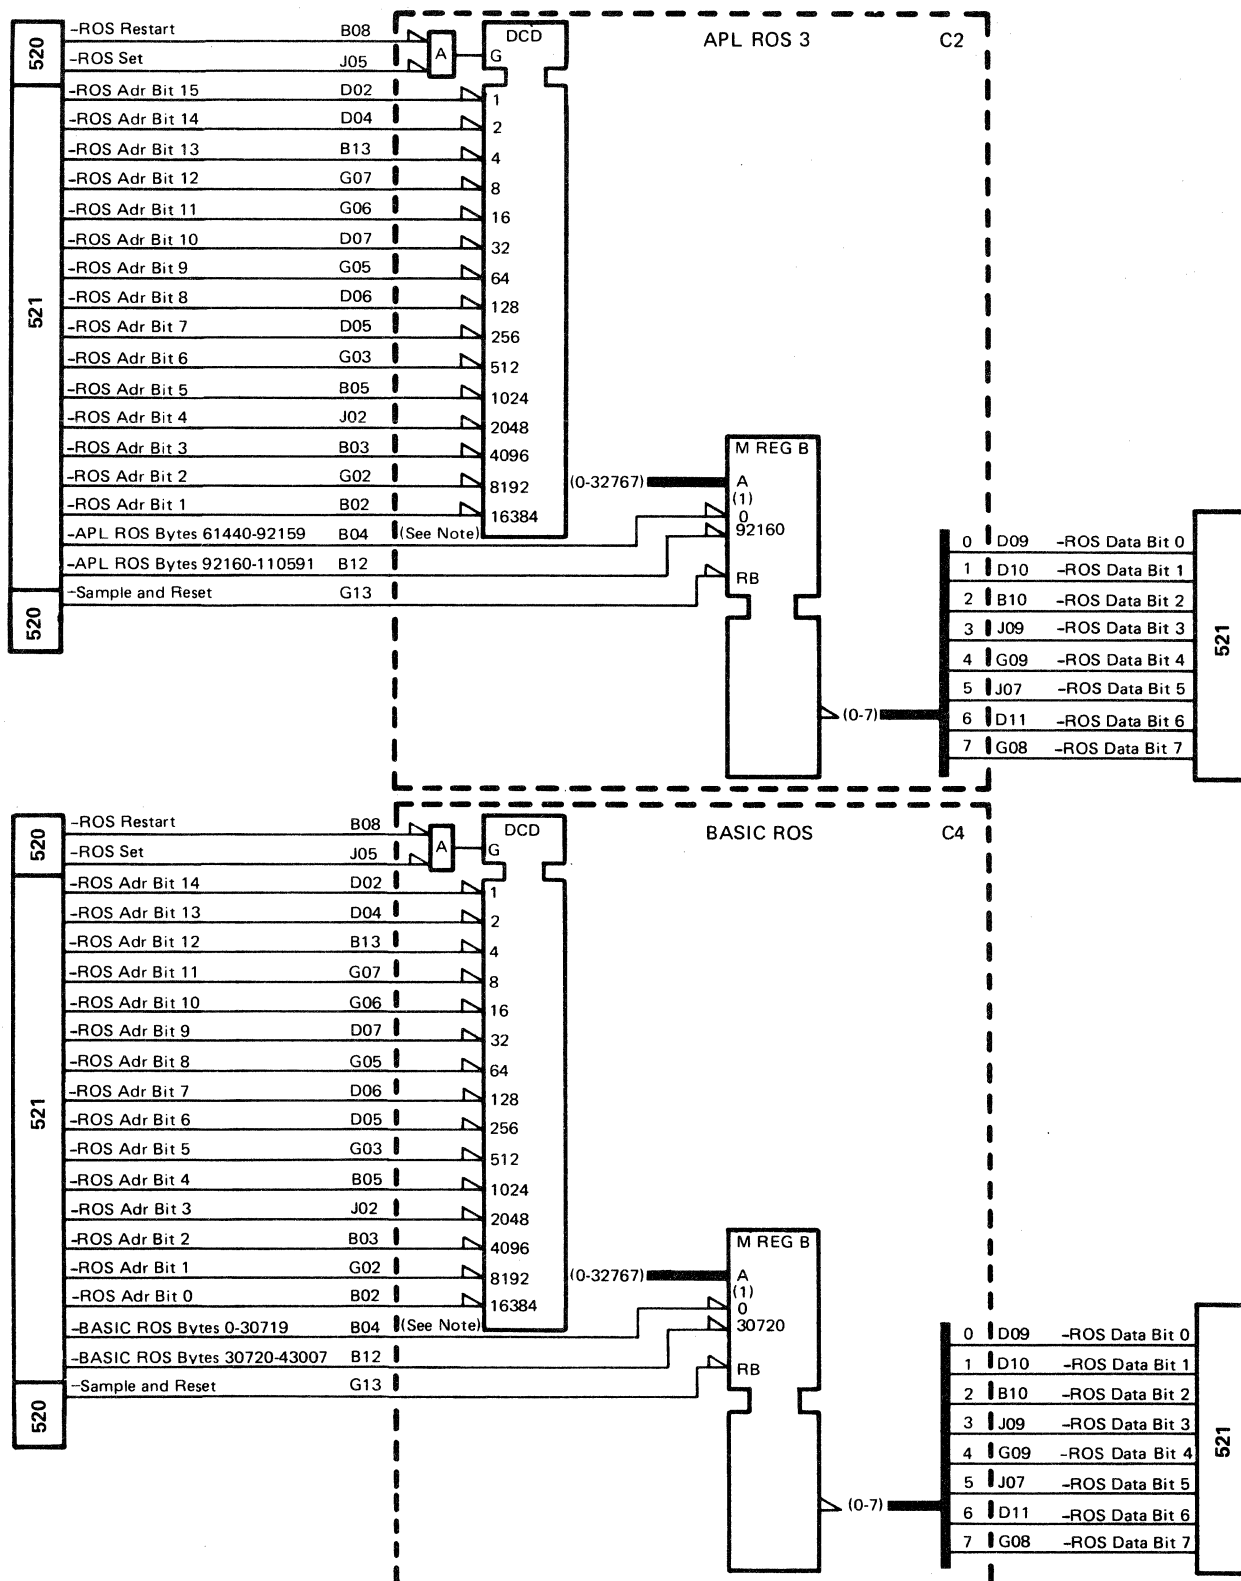 APL ROS 3 C2
520
-ROS Restart B08
-ROS Set J05
A
DCD
G
521
-ROS Adr Bit 15 D02 1
-ROS Adr Bit 14 D04 2
-ROS Adr Bit 13 B13 4
-ROS Adr Bit 12 G07 8
-ROS Adr Bit 11 G06 16
-ROS Adr Bit 10 D07 32
-ROS Adr Bit 9 G05 64
-ROS Adr Bit 8 D06 128
-ROS Adr Bit 7 D05 256
-ROS Adr Bit 6 G03 512
-ROS Adr Bit 5 B05 1024
-ROS Adr Bit 4 J02 2048
-ROS Adr Bit 3 B03 4096
-ROS Adr Bit 2 G02 8192
-ROS Adr Bit 1 B02 16384
-APL ROS Bytes 61440-92159 B04 (See Note)
-APL ROS Bytes 92160-110591 B12
-Sample and Reset G13
520
M REG B
(0-32767) A
(1)
0
92160
RB
(0-7)
0 D09 -ROS Data Bit 0
1 D10 -ROS Data Bit 1
2 B10 -ROS Data Bit 2
3 J09 -ROS Data Bit 3
4 G09 -ROS Data Bit 4
5 J07 -ROS Data Bit 5
6 D11 -ROS Data Bit 6
7 G08 -ROS Data Bit 7
521
BASIC ROS C4
520
-ROS Restart B08
-ROS Set J05
A
DCD
G
521
-ROS Adr Bit 14 D02 1
-ROS Adr Bit 13 D04 2
-ROS Adr Bit 12 B13 4
-ROS Adr Bit 11 G07 8
-ROS Adr Bit 10 G06 16
-ROS Adr Bit 9 D07 32
-ROS Adr Bit 8 G05 64
-ROS Adr Bit 7 D06 128
-ROS Adr Bit 6 D05 256
-ROS Adr Bit 5 G03 512
-ROS Adr Bit 4 B05 1024
-ROS Adr Bit 3 J02 2048
-ROS Adr Bit 2 B03 4096
-ROS Adr Bit 1 G02 8192
-ROS Adr Bit 0 B02 16384
-BASIC ROS Bytes 0-30719 B04 (See Note)
-BASIC ROS Bytes 30720-43007 B12
-Sample and Reset G13
520
M REG B
(0-32767) A
(1)
0
30720
RB
(0-7)
0 D09 -ROS Data Bit 0
1 D10 -ROS Data Bit 1
2 B10 -ROS Data Bit 2
3 J09 -ROS Data Bit 3
4 G09 -ROS Data Bit 4
5 J07 -ROS Data Bit 5
6 D11 -ROS Data Bit 6
7 G08 -ROS Data Bit 7
521